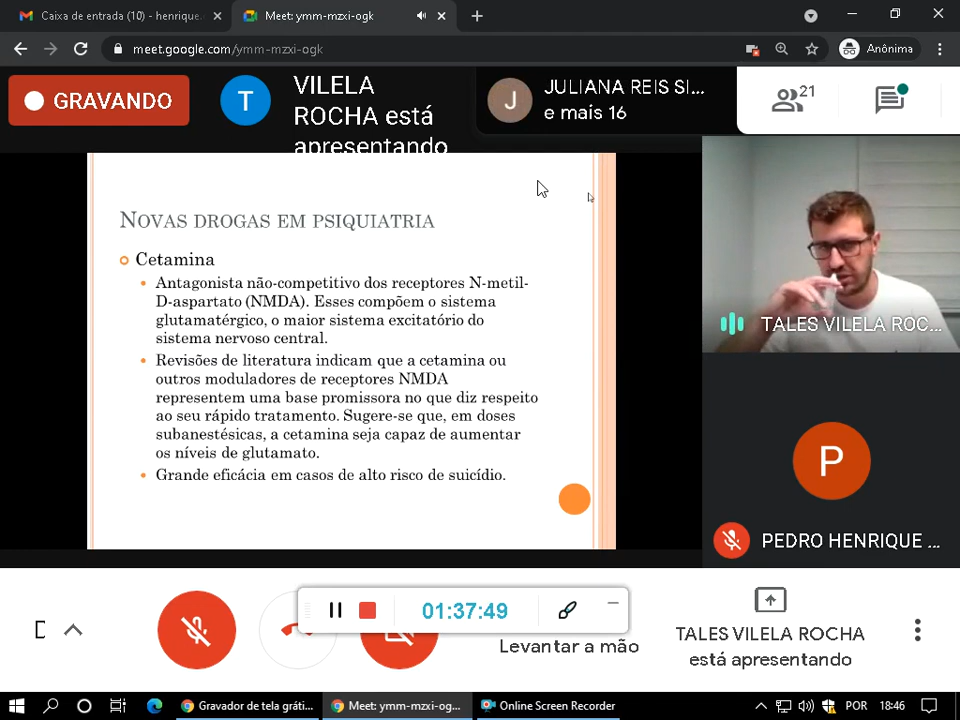 Caixa de entrada (10) - henrique.
Meet: ymm-mzxi-ogk
meet.google.com/ymm-mzxi-ogk
Anônima
GRAVANDO
T
VILELA
ROCHA está
apresentando
J
JULIANA REIS SI...
e mais 16
21
NOVAS DROGAS EM PSIQUIATRIA
Cetamina
Antagonista não-competitivo dos receptores N-metil-
D-aspartato (NMDA). Esses compõem o sistema
glutamatérgico, o maior sistema excitatório do
sistema nervoso central.
Revisões de literatura indicam que a cetamina ou
outros moduladores de receptores NMDA
representem uma base promissora no que diz respeito
ao seu rápido tratamento. Sugere-se que, em doses
subanestésicas, a cetamina seja capaz de aumentar
os níveis de glutamato.
Grande eficácia em casos de alto risco de suicídio.
TALES VILELA ROC...
P
PEDRO HENRIQUE ...
01:37:49
Levantar a mão
TALES VILELA ROCHA
está apresentando
Gravador de tela gráti...
Meet: ymm-mzxi-og...
Online Screen Recorder
POR
18:46